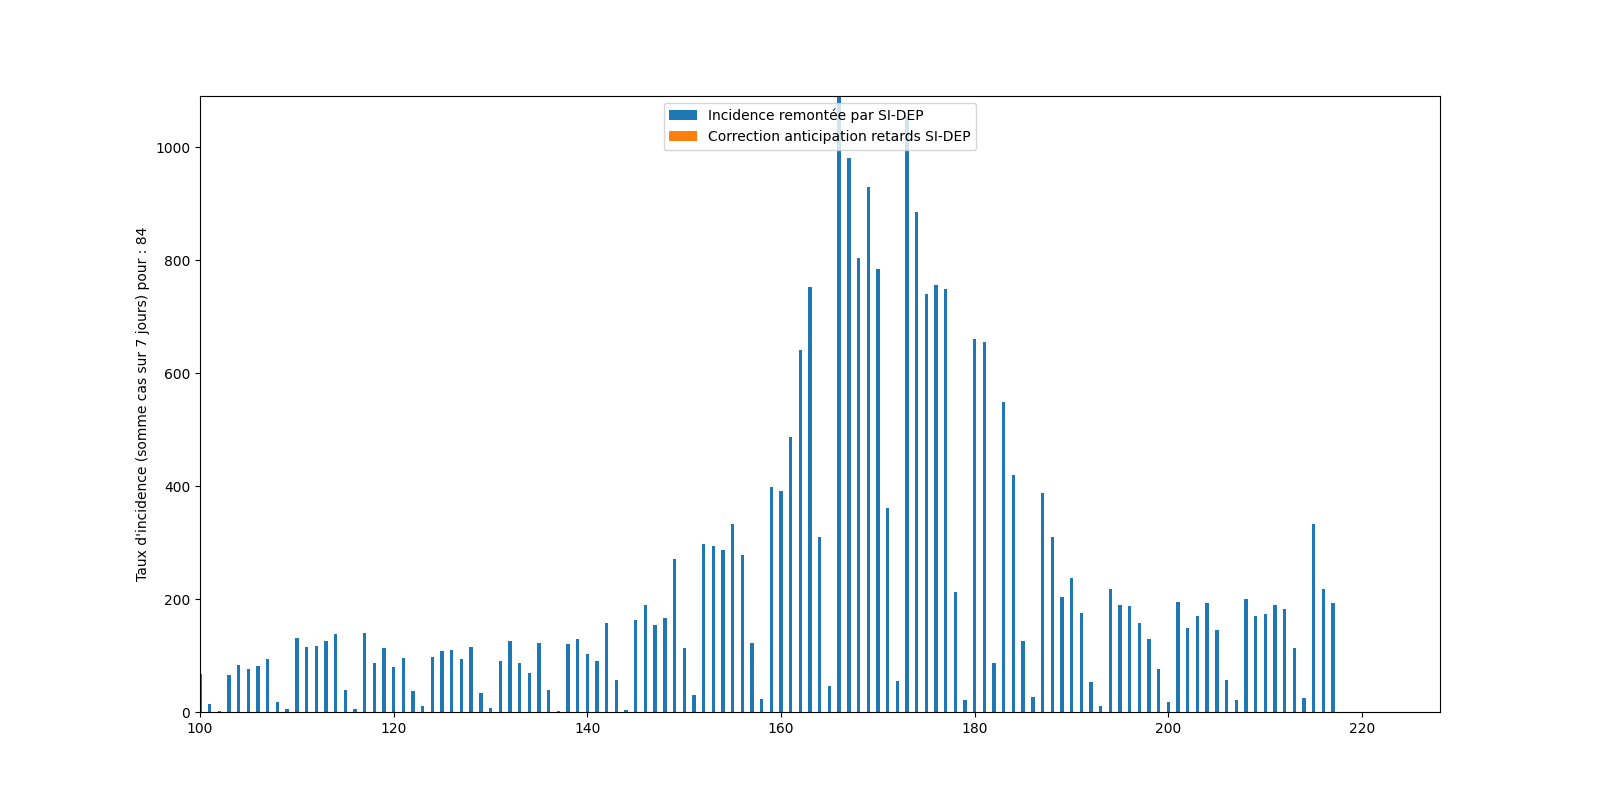 Incidence remontée par SI-DEP
Correction anticipation retards SI-DEP
Taux d'incidence (somme cas sur 7 jours) pour : 84
1000
800
600
400
200
0
100 120 140 160 180 200 220